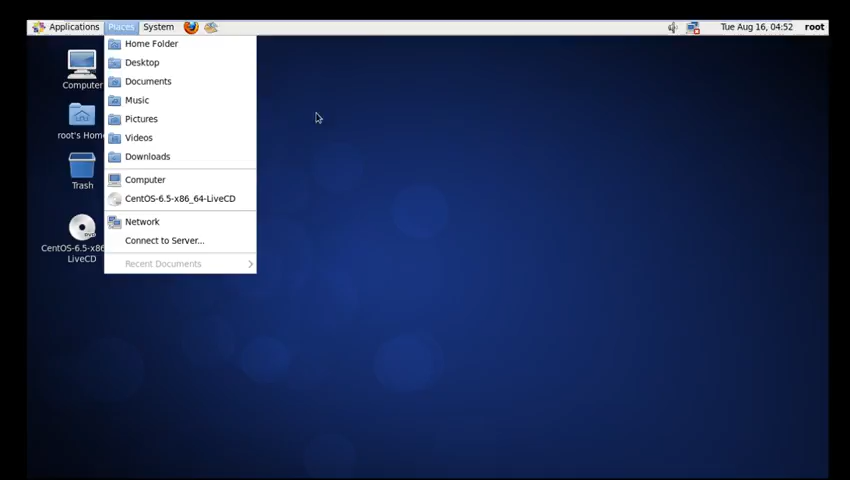 Applications Places System Tue Aug 16, 04:52 root
Home Folder
Desktop
Documents
Music
Pictures
Videos
Downloads
Computer
CentOS-6.5-x86_64-LiveCD
Network
Connect to Server...
Recent Documents
Computer
root's Home
Trash
CentOS-6.5-x86
LiveCD